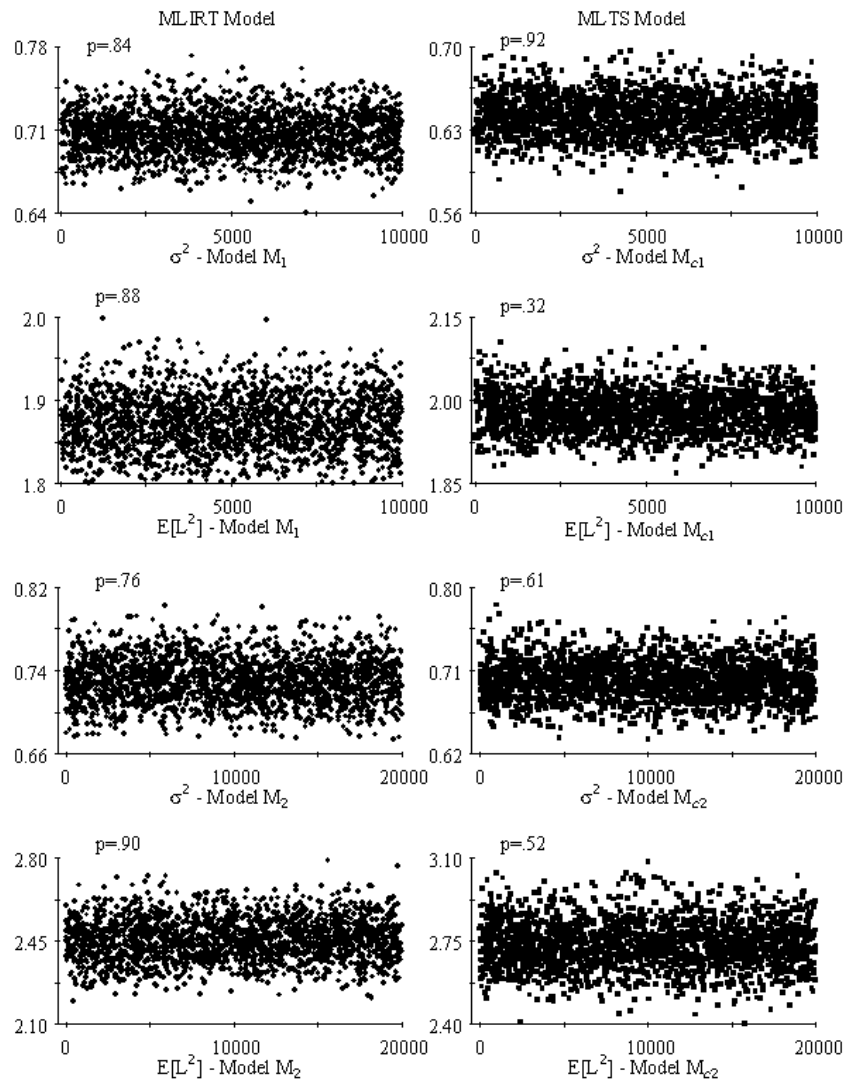 MLIRT Model MLTS Model
p=.84 p=.92
0.78 0.70
0.71 0.63
0.64 0.56
0 5000 10000 0 5000 10000
σ² - Model M₁ σ² - Model M_c1
p=.88 p=.32
2.0 2.15
1.9 2.00
1.8 1.85
0 5000 10000 0 5000 10000
E[L²] - Model M₁ E[L²] - Model M_c1
p=.76 p=.61
0.82 0.80
0.74 0.71
0.66 0.62
0 10000 20000 0 10000 20000
σ² - Model M₂ σ² - Model M_c2
p=.90 p=.52
2.80 3.10
2.45 2.75
2.10 2.40
0 10000 20000 0 10000 20000
E[L²] - Model M₂ E[L²] - Model M_c2